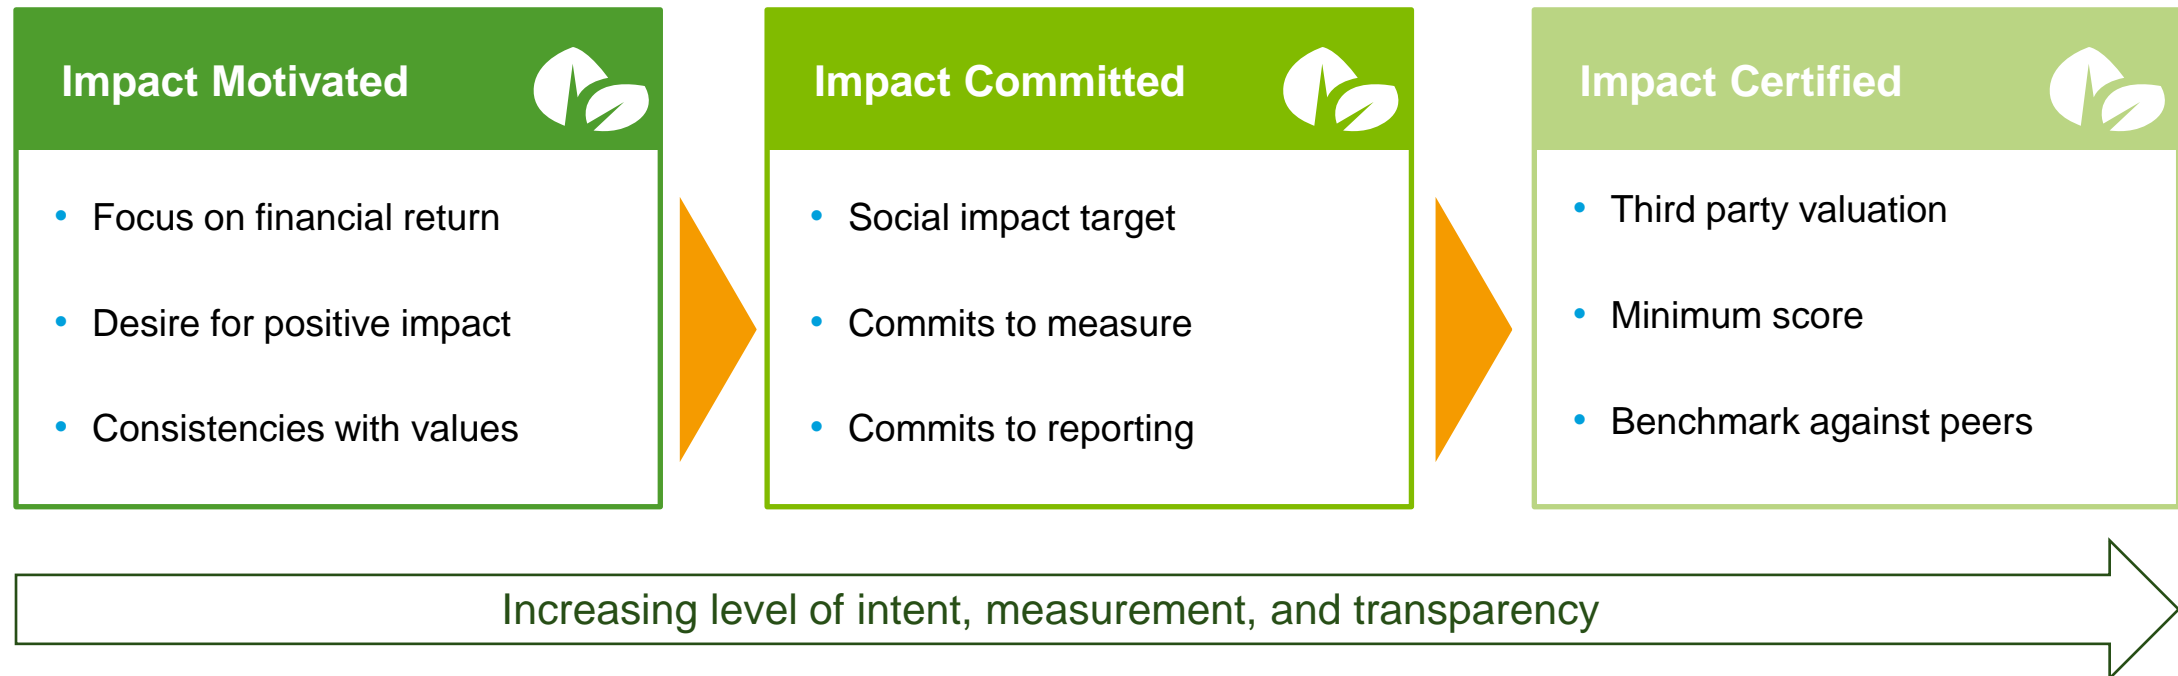 Impact Motivated
• Focus on financial return
• Desire for positive impact
• Consistencies with values
Impact Committed
• Social impact target
• Commits to measure
• Commits to reporting
Impact Certified
• Third party valuation
• Minimum score
• Benchmark against peers
Increasing level of intent, measurement, and transparency